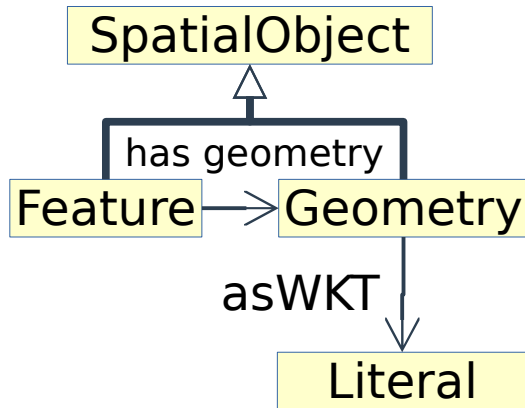 SpatialObject
has geometry
Feature
Geometry
asWKT
Literal